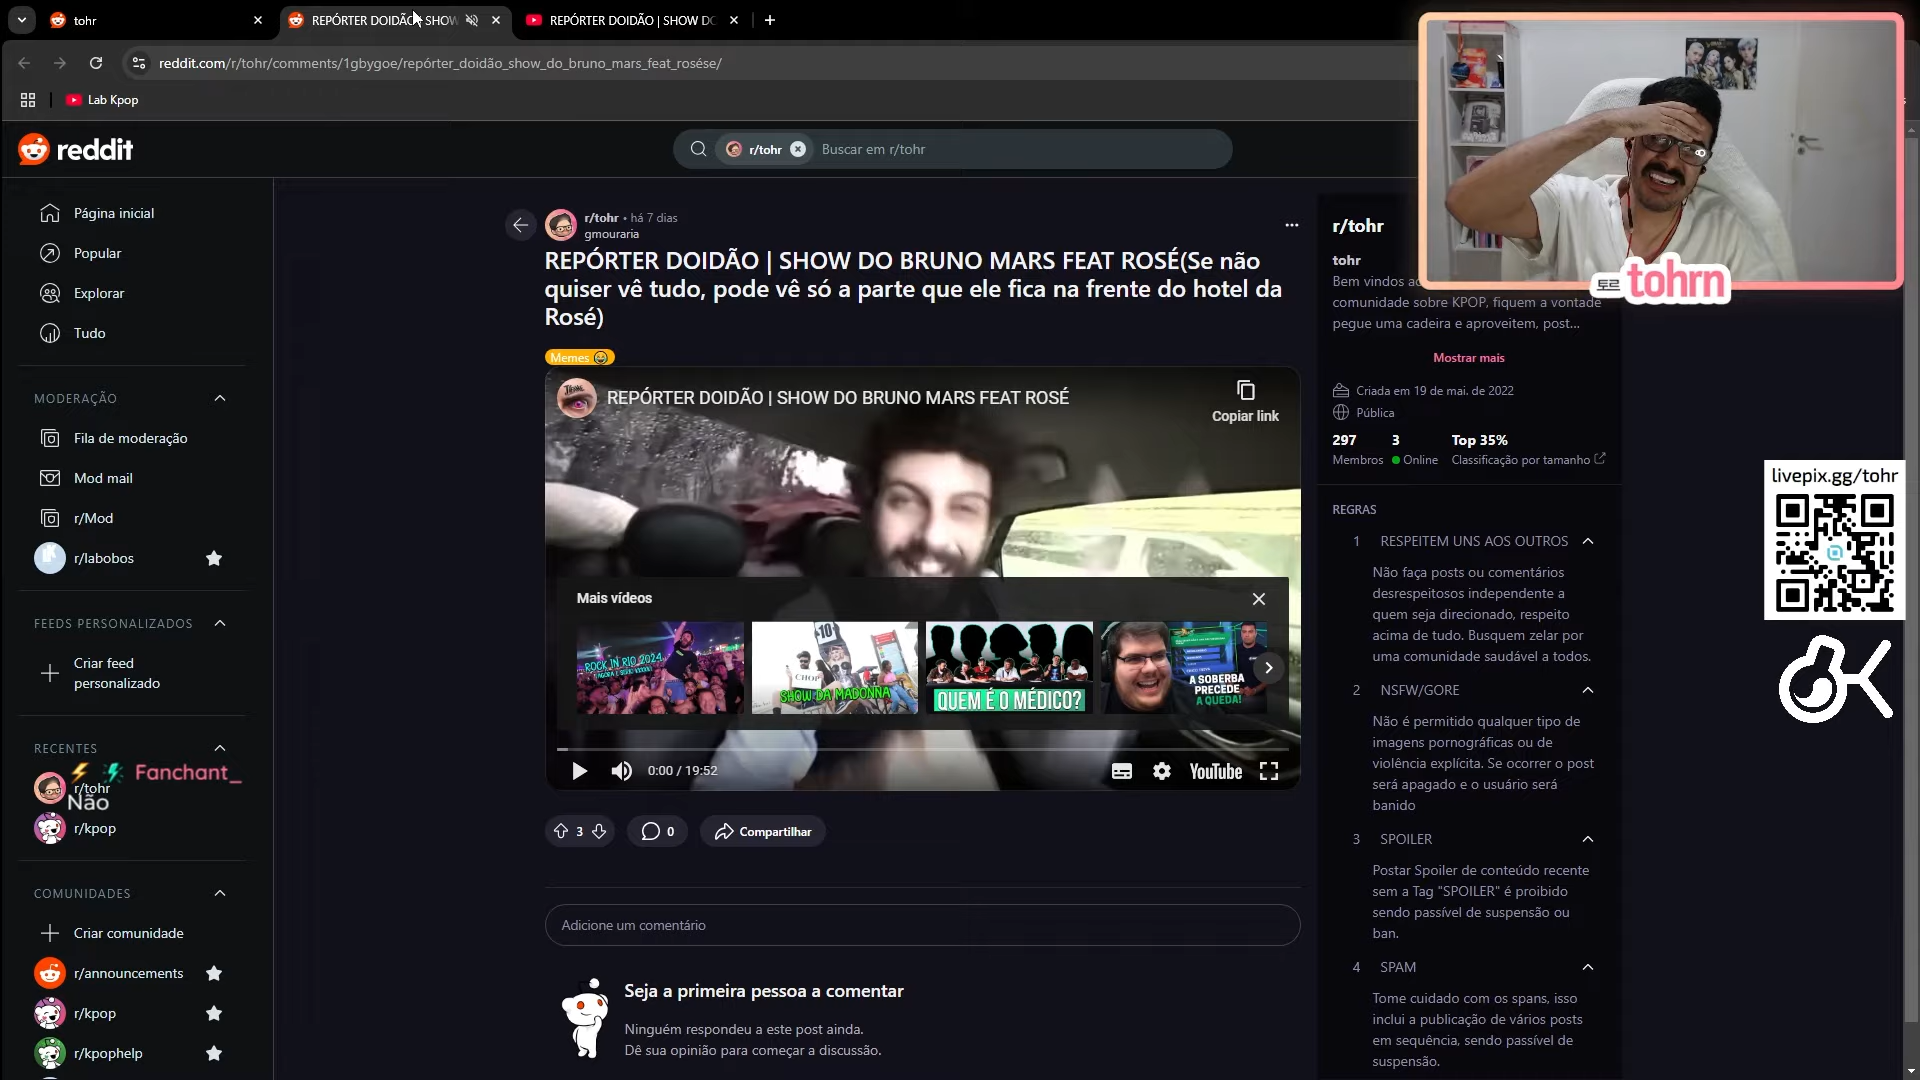 tohr
REPÓRTER DOIDÃO | SHOW
REPÓRTER DOIDÃO | SHOW DO
reddit.com/r/tohr/comments/1gbygoe/repórter_doidão_show_do_bruno_mars_feat_rosése/
Lab Kpop
reddit
r/tohr
Buscar em r/tohr
Página inicial
Popular
Explorar
Tudo
MODERAÇÃO
Fila de moderação
Mod mail
r/Mod
r/labobos
FEEDS PERSONALIZADOS
Criar feed
personalizado
RECENTES
Fanchant_
r/tohr
Não
r/kpop
COMUNIDADES
Criar comunidade
r/announcements
r/kpop
r/kpophelp
r/tohr • há 7 dias
gmouraria
REPÓRTER DOIDÃO | SHOW DO BRUNO MARS FEAT ROSÉ(Se não
quiser vê tudo, pode vê só a parte que ele fica na frente do hotel da
Rosé)
Memes
REPÓRTER DOIDÃO | SHOW DO BRUNO MARS FEAT ROSÉ
Copiar link
Mais vídeos
ROCK IN RIO 2024
+10
CHOP
SHOW DA MADONNA
QUEM É O MÉDICO?
A SOBERBA
PRECEDE
A QUEDA!
0:00 / 19:52
YouTube
3
0
Compartilhar
Adicione um comentário
Seja a primeira pessoa a comentar
Ninguém respondeu a este post ainda.
Dê sua opinião para começar a discussão.
r/tohr
tohr
Bem vindos
comunidade sobre KPOP, fiquem a vontade
pegue uma cadeira e aproveitem, post...
Mostrar mais
Criada em 19 de mai. de 2022
Pública
297 3 Top 35%
Membros Online Classificação por tamanho
REGRAS
1 RESPEITEM UNS AOS OUTROS
Não faça posts ou comentários
desrespeitosos independente a
quem seja direcionado, respeito
acima de tudo. Busquem zelar por
uma comunidade saudável a todos.
2 NSFW/GORE
Não é permitido qualquer tipo de
imagens pornográficas ou de
violência explícita. Se ocorrer o post
será apagado e o usuário será
banido
3 SPOILER
Postar Spoiler de conteúdo recente
sem a Tag "SPOILER" é proibido
sendo passível de suspensão ou
ban.
4 SPAM
Tome cuidado com os spans, isso
inclui a publicação de vários posts
em sequência, sendo passível de
suspensão.
토르 tohrn
livepix.gg/tohr